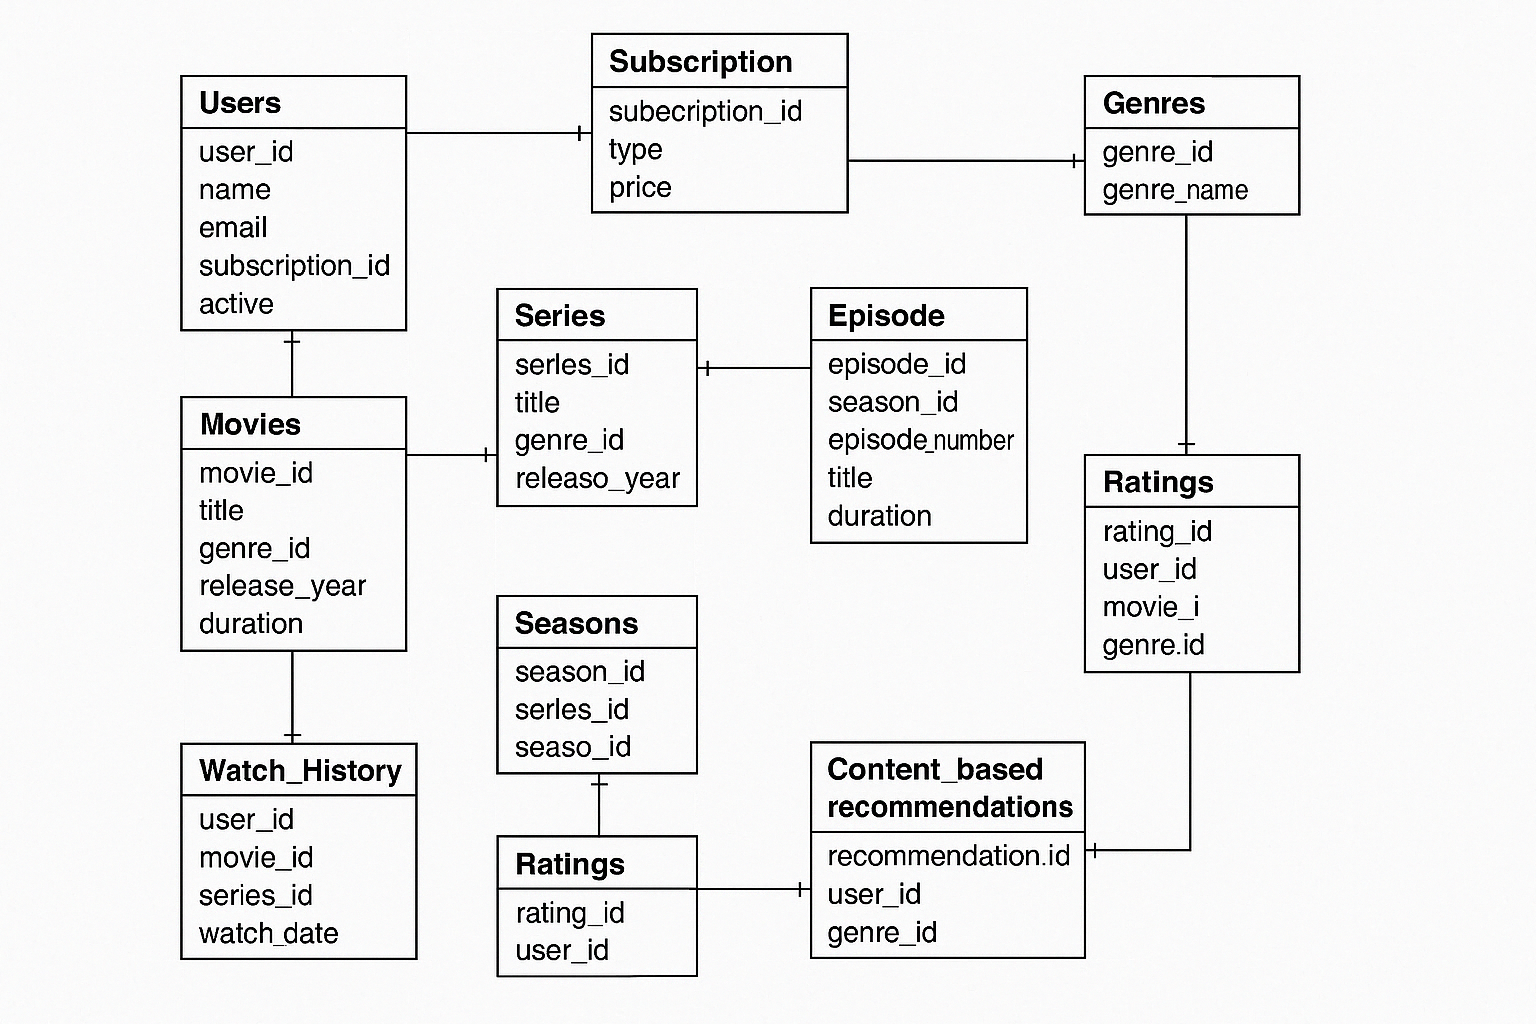 Users
user_id
name
email
subscription_id
active
Subscription
subecription_id
type
price
Genres
genre_id
genre_name
Series
serles_id
title
genre_id
releaso_year
Episode
episode_id
season_id
episode_number
title
duration
Movies
movie_id
title
genre_id
release_year
duration
Ratings
rating_id
user_id
movie_i
genre.id
Seasons
season_id
serles_id
seaso_id
Watch_History
user_id
movie_id
series_id
watch_date
Ratings
rating_id
user_id
Content_based
recommendations
recommendation.id
user_id
genre_id